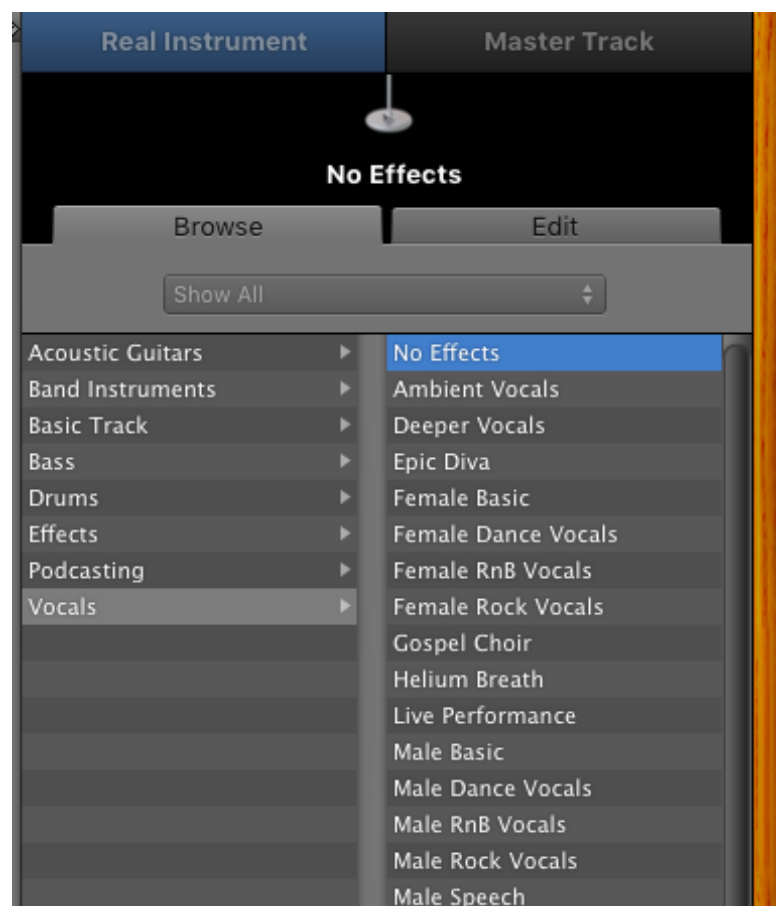 Real Instrument
Master Track
No Effects
Browse
Edit
Show All
Acoustic Guitars
Band Instruments
Basic Track
Bass
Drums
Effects
Podcasting
Vocals
No Effects
Ambient Vocals
Deeper Vocals
Epic Diva
Female Basic
Female Dance Vocals
Female RnB Vocals
Female Rock Vocals
Gospel Choir
Helium Breath
Live Performance
Male Basic
Male Dance Vocals
Male RnB Vocals
Male Rock Vocals
Male Speech